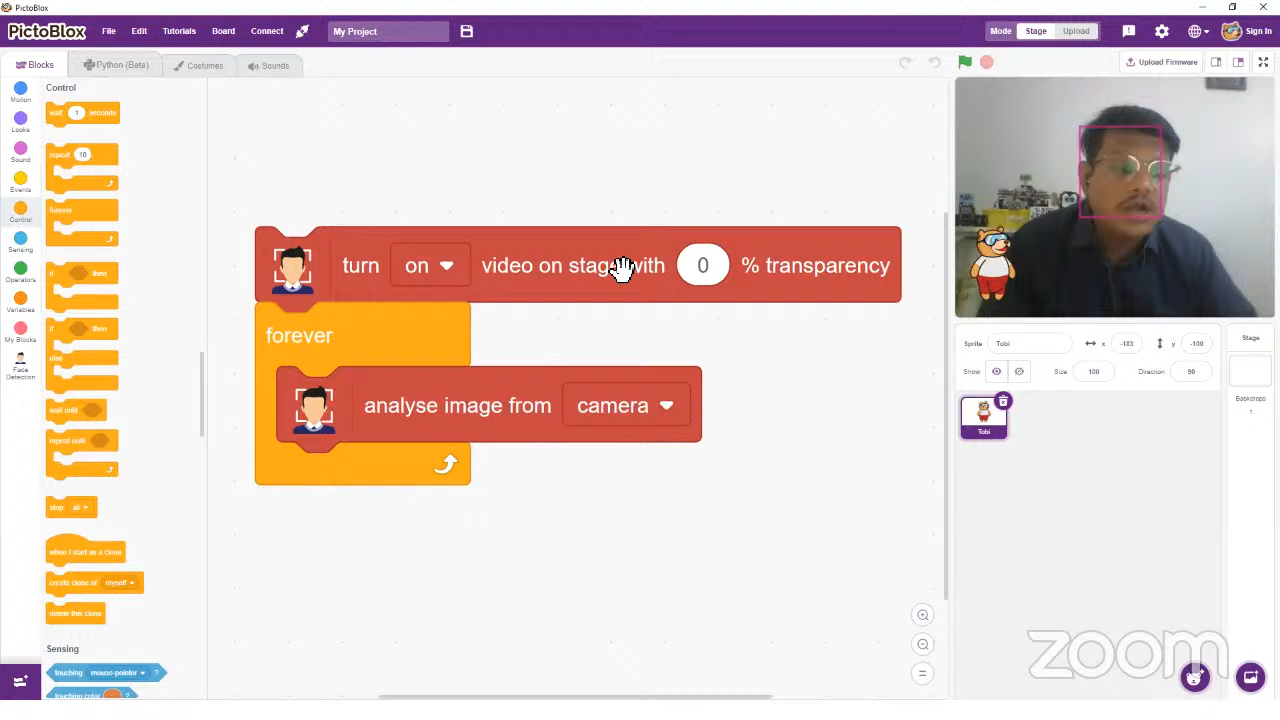 PictoBlox
PictoBlox File Edit Tutorials Board Connect My Project Mode Stage Upload Sign In
Blocks Python (Beta) Costumes Sounds Upload Firmware
Motion
Looks
Sound
Events
Control
Sensing
Operators
Variables
My Blocks
Face
Detection
Control
wait 1 seconds
repeat 10
forever
if then
if then
else
wait until
repeat until
stop all
when I start as a clone
create clone of myself
delete this clone
Sensing
touching mouse-pointer ?
touching color ?
turn on video on stage with 0 % transparency
forever
analyse image from camera
Sprite Tobi x -183 y -100
Show: Size 100 Direction 90
Tobi
Stage
Backdrops
1
zoom